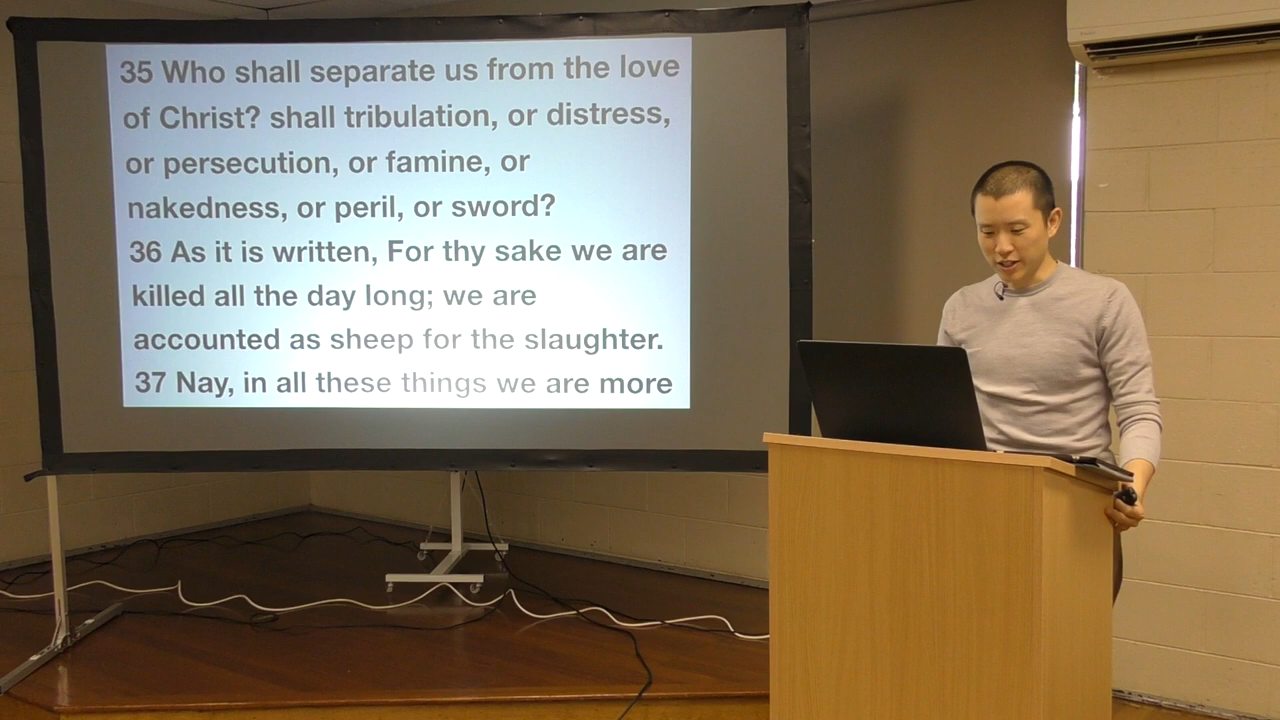 35 Who shall separate us from the love
of Christ? shall tribulation, or distress,
or persecution, or famine, or
nakedness, or peril, or sword?
36 As it is written, For thy sake we are
killed all the day long; we are
accounted as sheep for the slaughter.
37 Nay, in all these things we are more